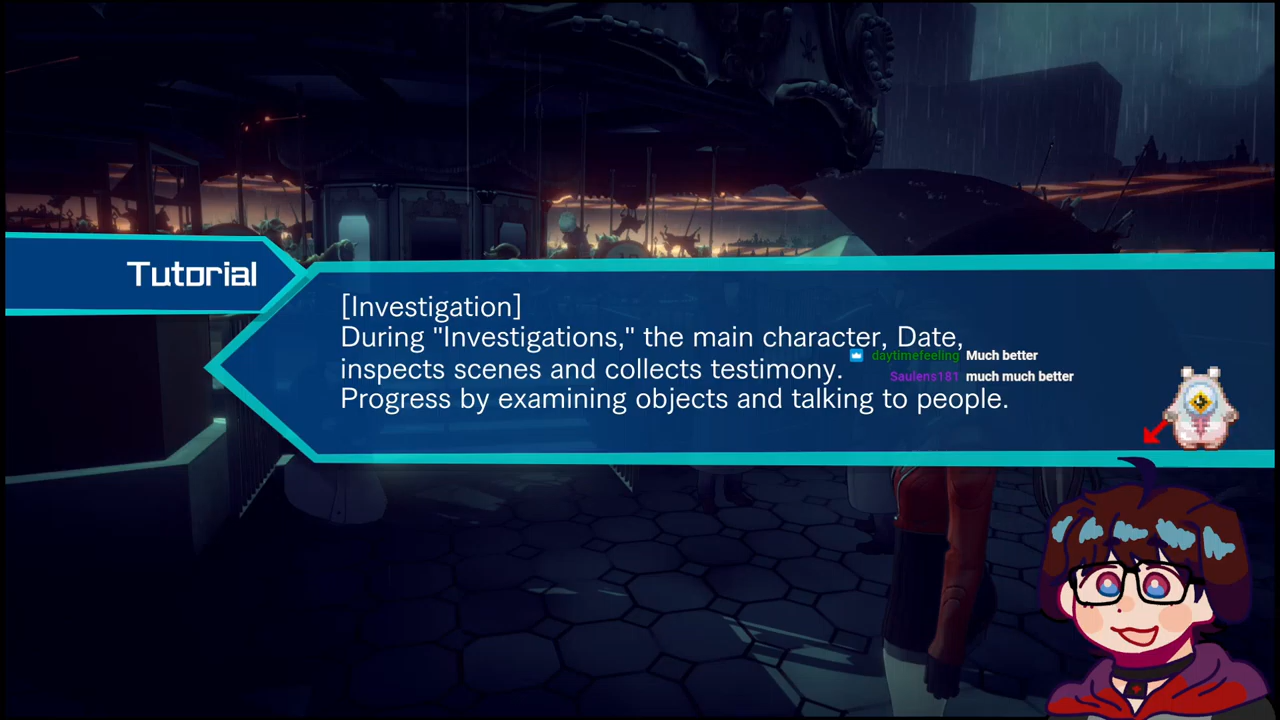 Tutorial
[Investigation]
During "Investigations," the main character, Date,
inspects scenes and collects testimony.
Progress by examining objects and talking to people.
daytimefeeling Much better
Saulens181 much much better